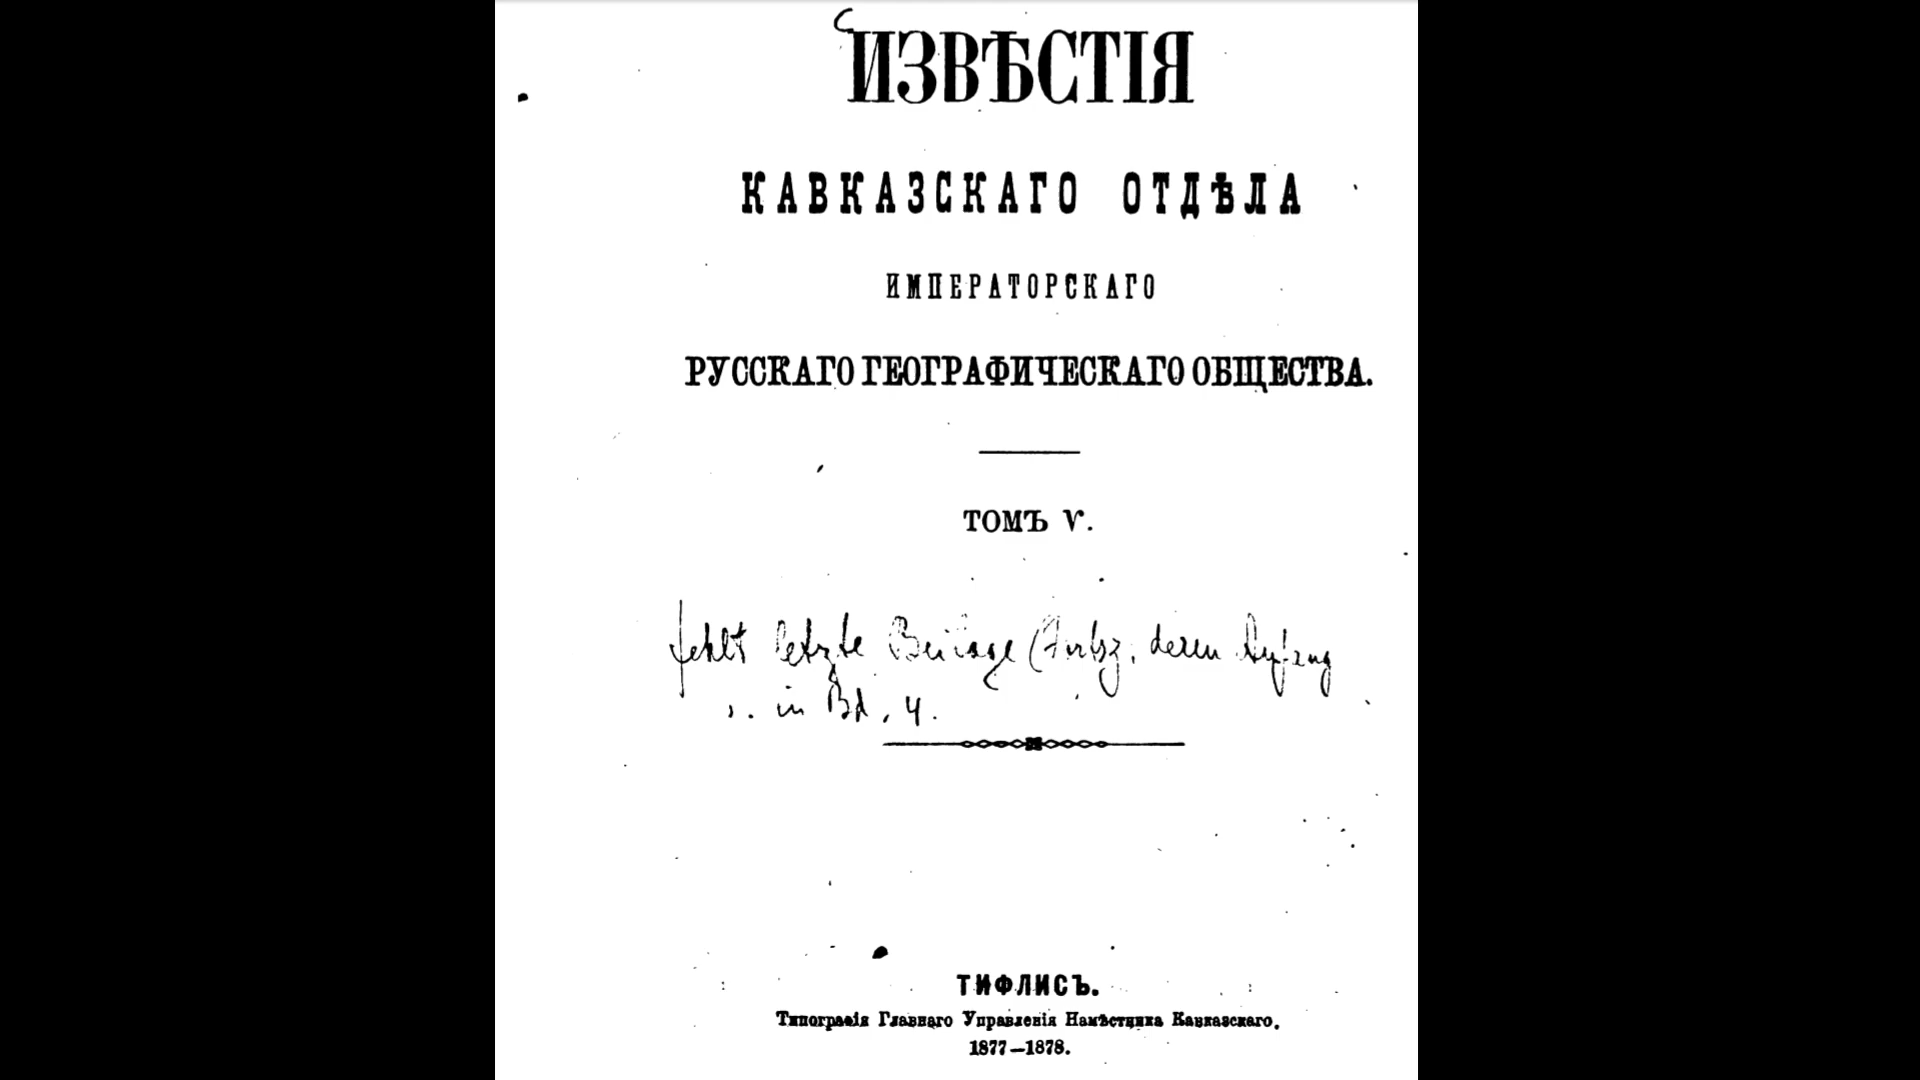 ИЗВѢСТІЯ
КАВКАЗСКАГО ОТДѢЛА
ИМПЕРАТОРСКАГО
РУССКАГО ГЕОГРАФИЧЕСКАГО ОБЩЕСТВА.
ТОМЪ V.
fehlt letzte Beilage (Forts. deren Anfang
s. in Bd. 4.
ТИФЛИСЪ.
Типографія Главнаго Управленія Намѣстника Кавказскаго.
1877—1878.